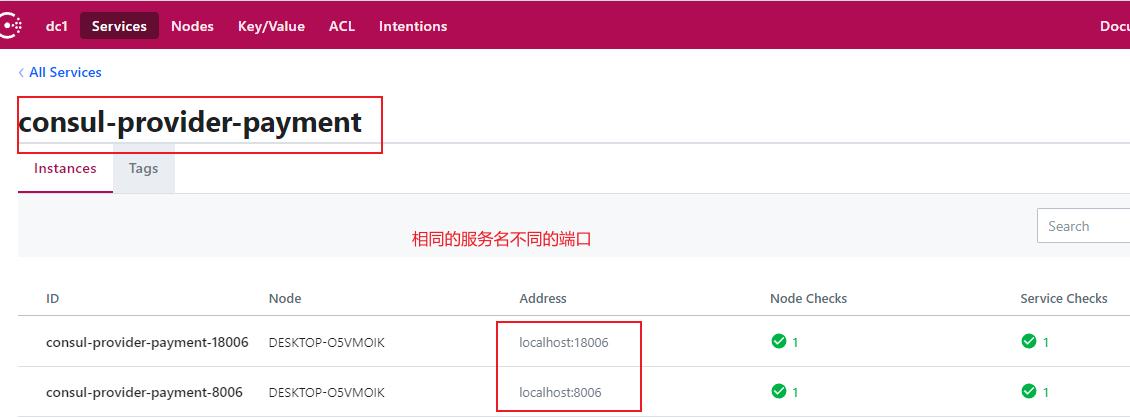 dc1 Services Nodes Key/Value ACL Intentions Docu
‹ All Services
consul-provider-payment
Instances Tags
Search
相同的服务名不同的端口
ID Node Address Node Checks Service Checks
consul-provider-payment-18006 DESKTOP-O5VMOIK localhost:18006 1 1
consul-provider-payment-8006 DESKTOP-O5VMOIK localhost:8006 1 1